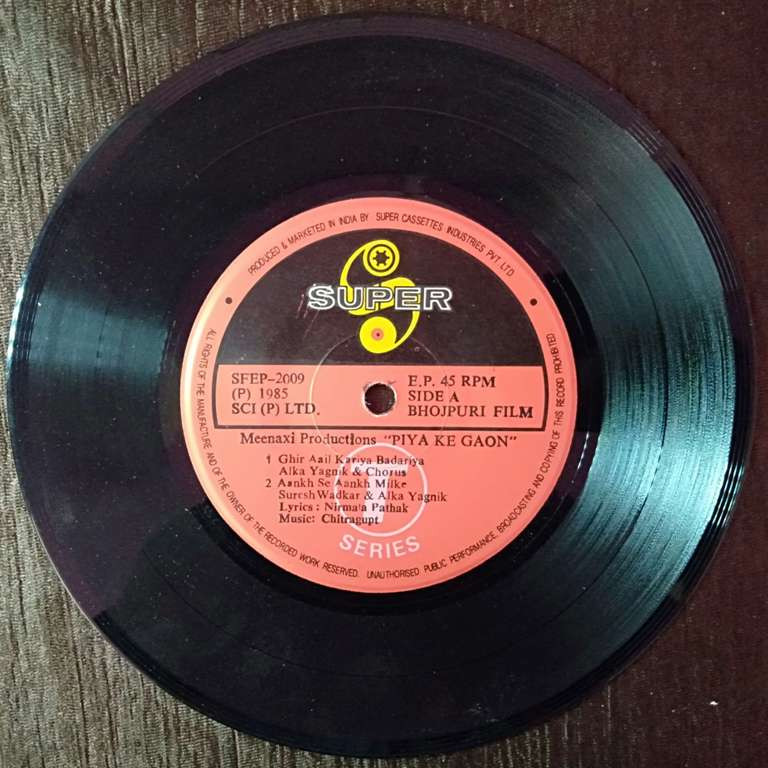 PRODUCED & MARKETED IN INDIA BY SUPER CASSETTES INDUSTRIES PVT. LTD.
SUPER
SFEP-2009
(P) 1985
SCI (P) LTD.
E.P. 45 RPM
SIDE A
BHOJPURI FILM
Meenaxi Productions "PIYA KE GAON"
1 Ghir Aail Kariya Badariya
Alka Yagnik & Chorus
2 Aankh Se Aankh Milke
Suresh Wadkar & Alka Yagnik
Lyrics : Nirmata Pathak
Music: Chitragupt
T
SERIES
ALL RIGHTS OF THE MANUFACTURE AND OF THE OWNER OF THE RECORDED WORK RESERVED. UNAUTHORISED PUBLIC PERFORMANCE, BROADCASTING AND COPYING OF THIS RECORD PROHIBITED